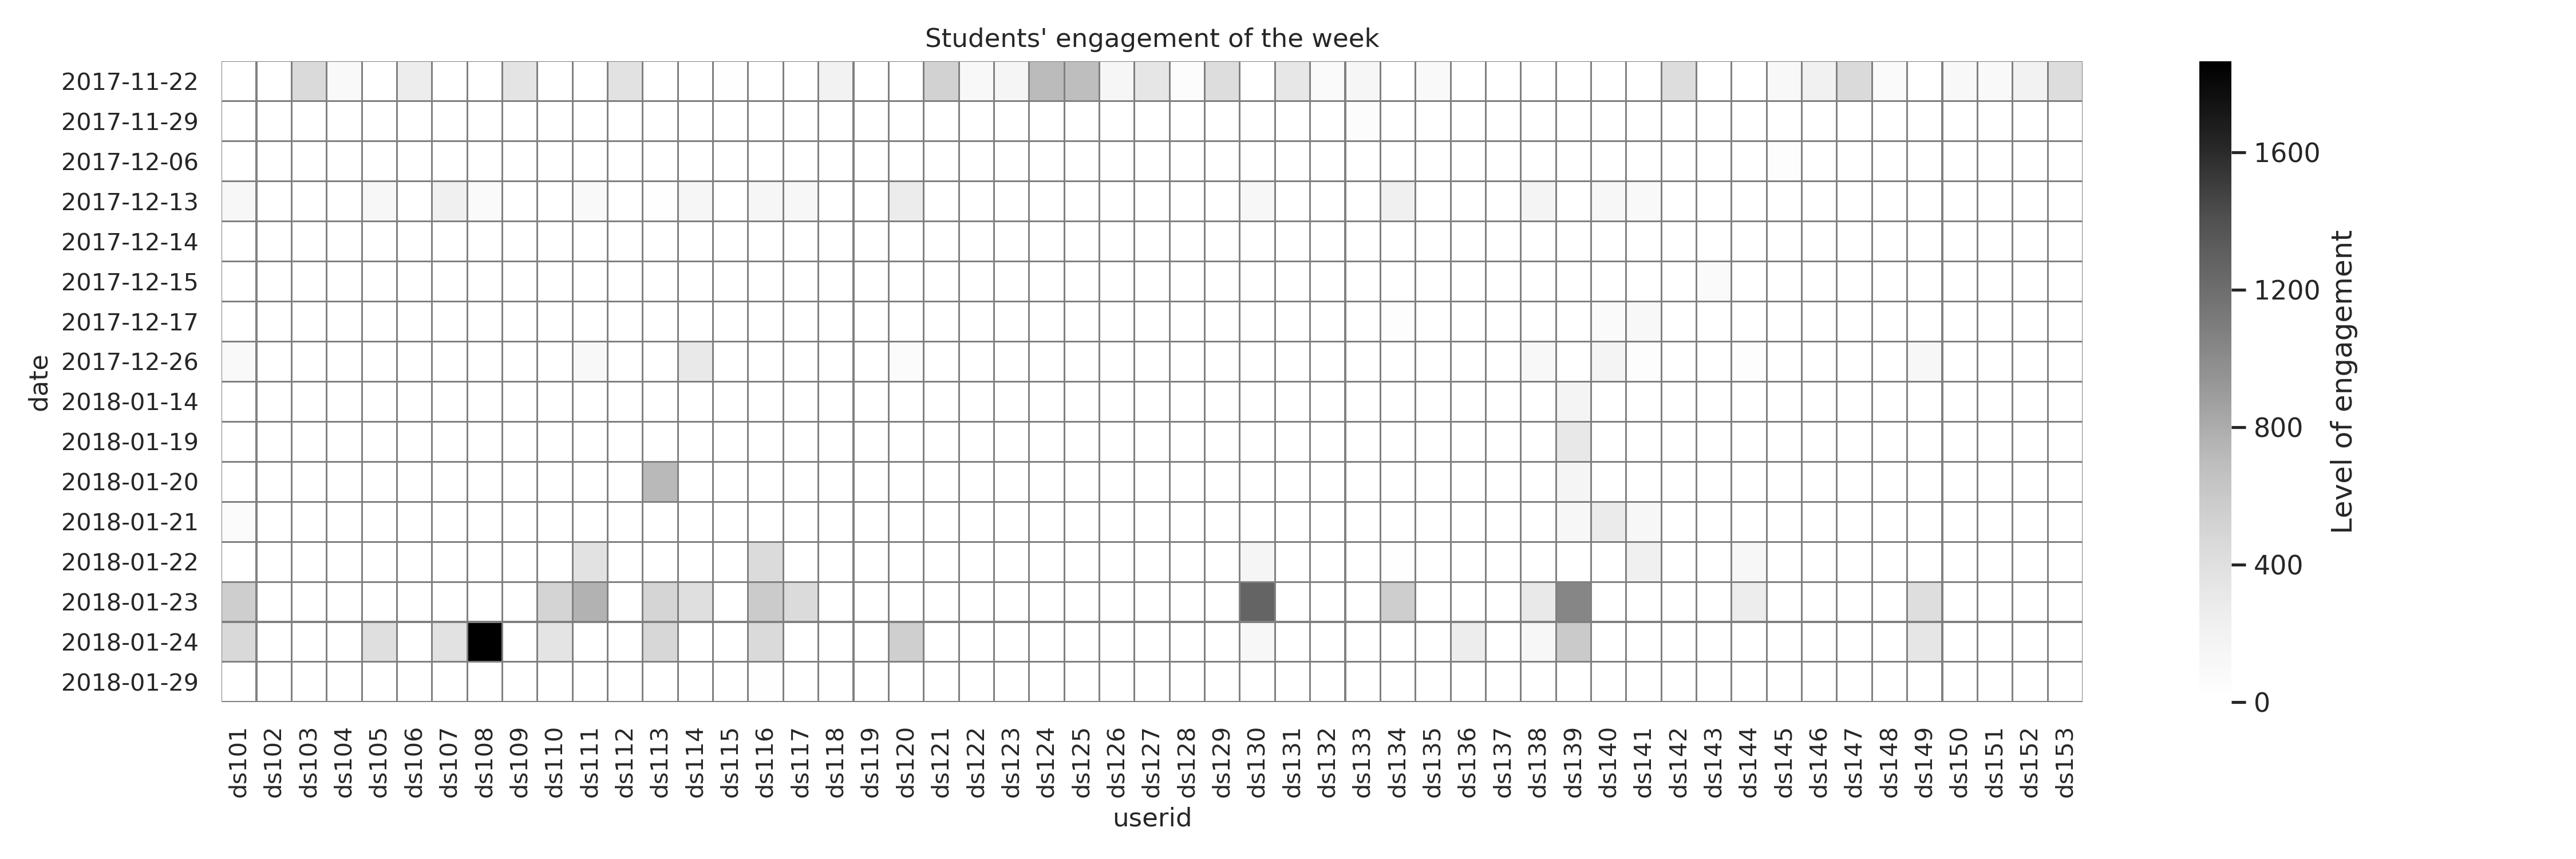 Students' engagement of the week
date
2017-11-22
2017-11-29
2017-12-06
2017-12-13
2017-12-14
2017-12-15
2017-12-17
2017-12-26
2018-01-14
2018-01-19
2018-01-20
2018-01-21
2018-01-22
2018-01-23
2018-01-24
2018-01-29
ds101
ds102
ds103
ds104
ds105
ds106
ds107
ds108
ds109
ds110
ds111
ds112
ds113
ds114
ds115
ds116
ds117
ds118
ds119
ds120
ds121
ds122
ds123
ds124
ds125
ds126
ds127
ds128
ds129
ds130
ds131
ds132
ds133
ds134
ds135
ds136
ds137
ds138
ds139
ds140
ds141
ds142
ds143
ds144
ds145
ds146
ds147
ds148
ds149
ds150
ds151
ds152
ds153
userid
1600
1200
800
400
0
Level of engagement